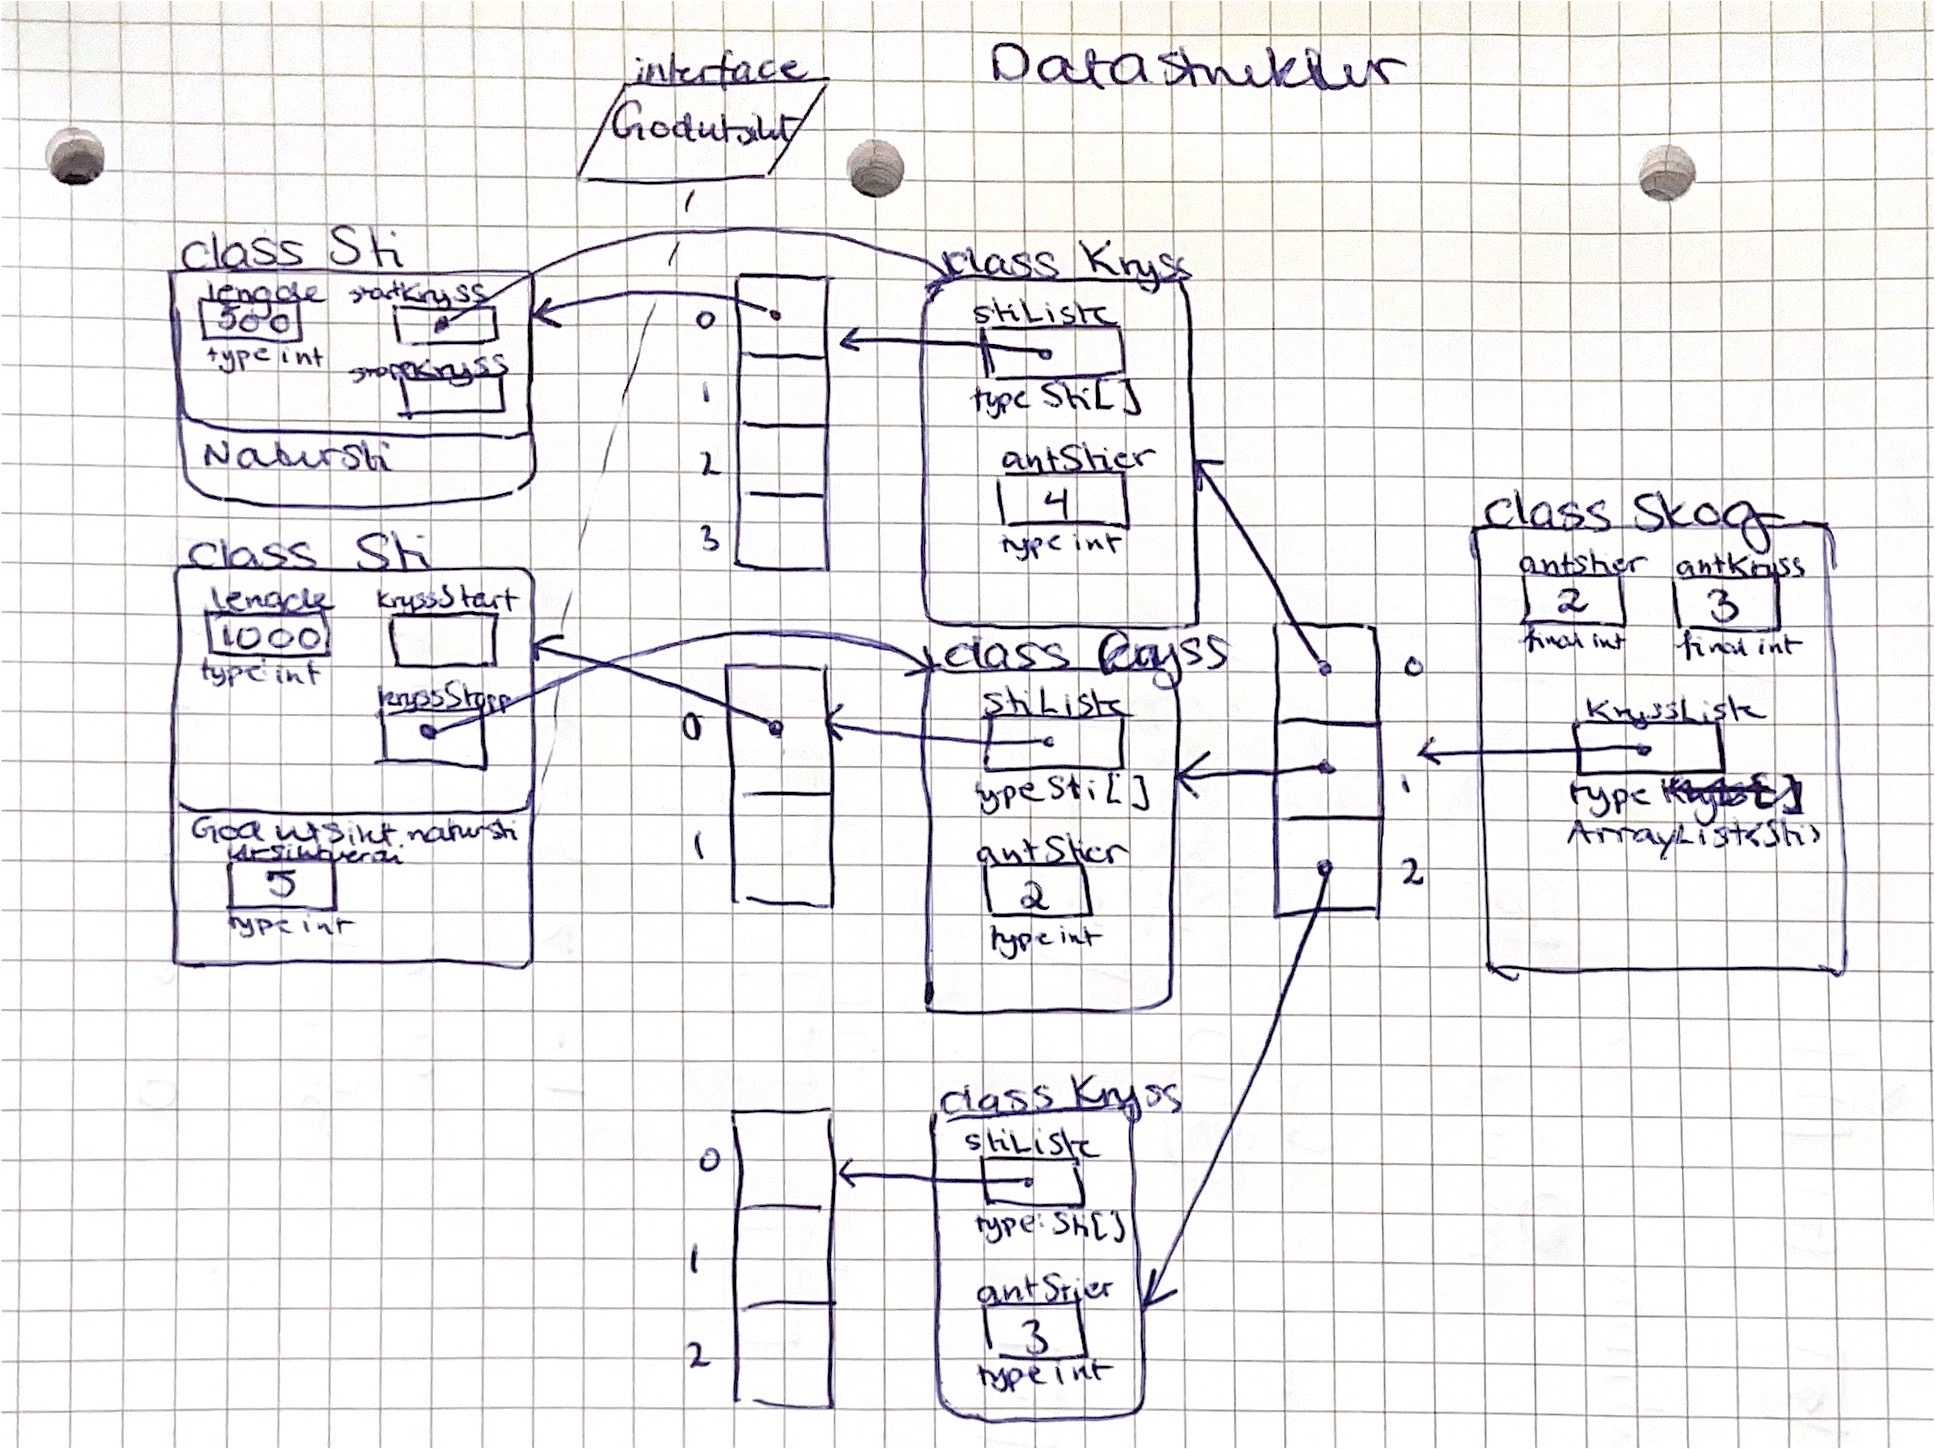 Datastruktur
interface
Godutsikt
class Sti
lengde
500
type int
startKryss
stoppKryss
NaturSti
class Sti
lengde
1000
type int
kryssStart
kryssStopp
God utsikt natursti
utsiktverdi
5
type int
0
1
2
3
class Kryss
stiListe
type Sti[]
antStier
4
type int
0
1
class Kryss
stiListe
type Sti[]
antStier
2
type int
0
1
2
class Kryss
stiListe
type: Sti[]
antStier
3
type int
0
1
2
class Skog
antStier
2
final int
antKryss
3
final int
KryssListe
type
ArrayList<Sti>